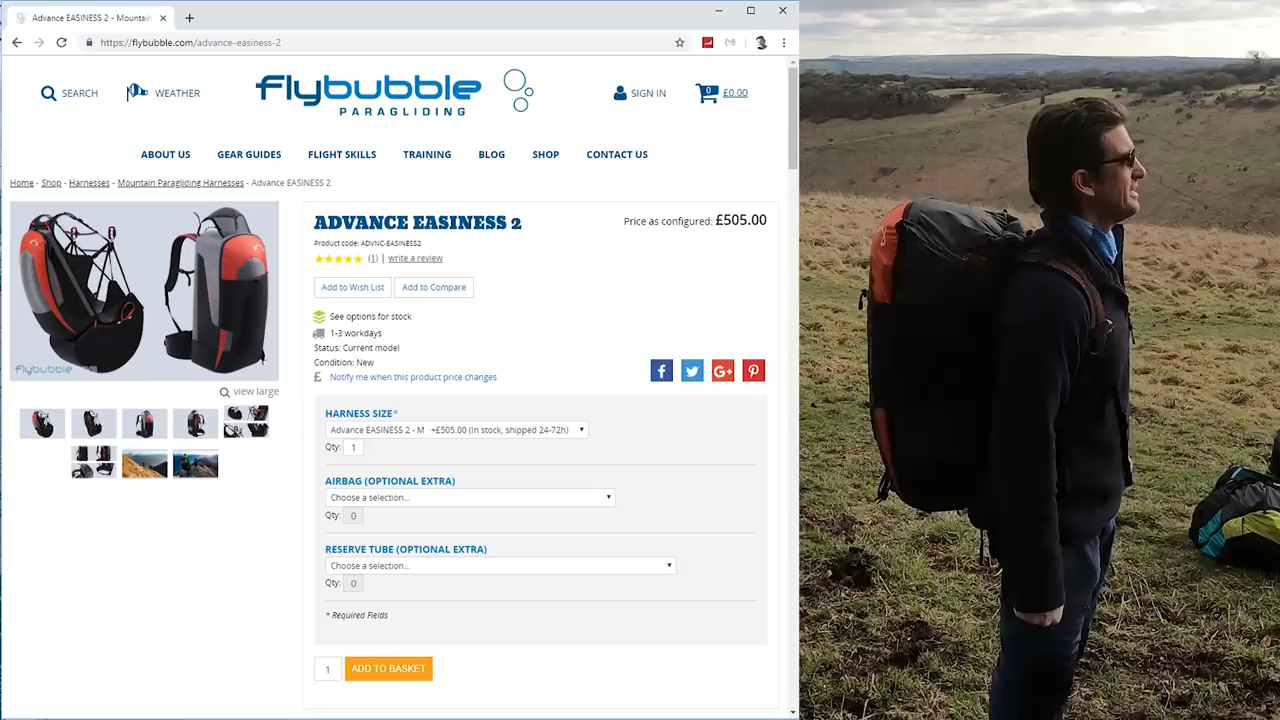 Advance EASINESS 2 - Mountain
https://flybubble.com/advance-easiness-2
SEARCH
WEATHER
flybubble
PARAGLIDING
SIGN IN
0
£0.00
ABOUT US
GEAR GUIDES
FLIGHT SKILLS
TRAINING
BLOG
SHOP
CONTACT US
Home - Shop - Harnesses - Mountain Paragliding Harnesses - Advance EASINESS 2
flybubble
view large
ADVANCE EASINESS 2
Price as configured: £505.00
Product code: ADVNC-EASINESS2
(1) | write a review
Add to Wish List
Add to Compare
See options for stock
1-3 workdays
Status: Current model
Condition: New
£ Notify me when this product price changes
f
G+
HARNESS SIZE*
Advance EASINESS 2 - M +£505.00 (In stock, shipped 24-72h)
Qty: 1
AIRBAG (OPTIONAL EXTRA)
Choose a selection...
Qty: 0
RESERVE TUBE (OPTIONAL EXTRA)
Choose a selection...
Qty: 0
* Required Fields
1
ADD TO BASKET